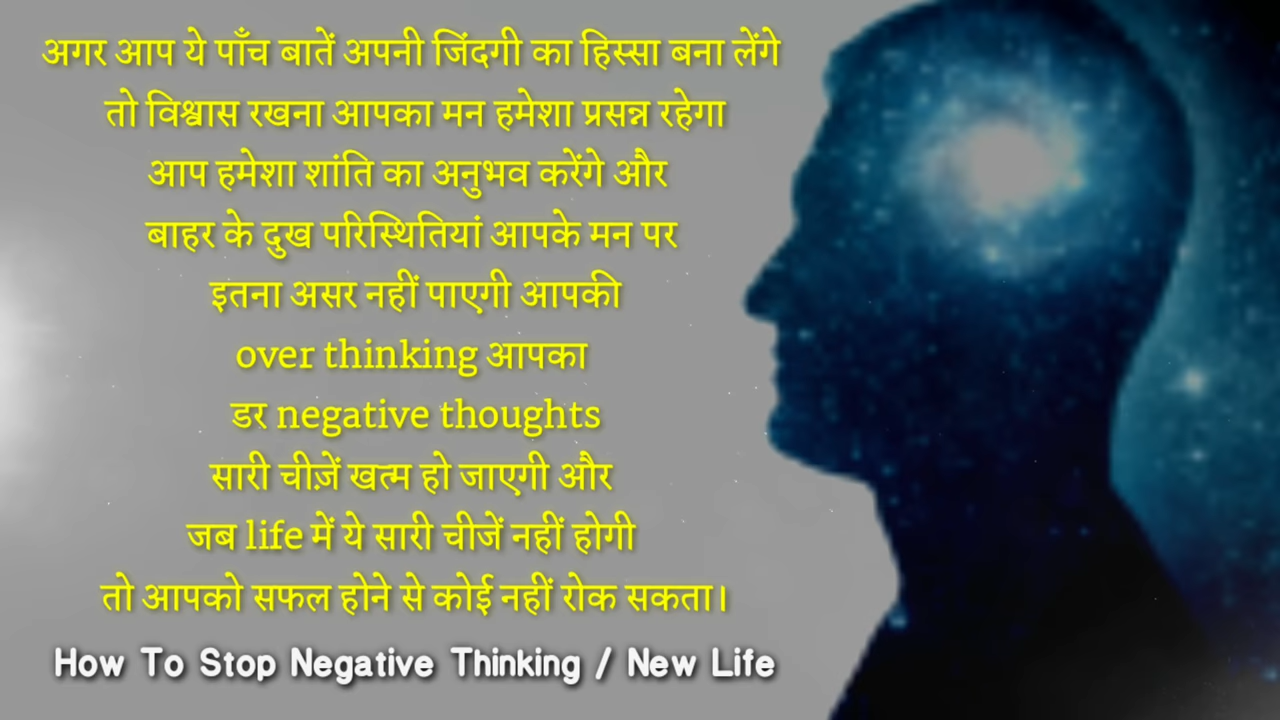 अगर आप ये पाँच बातें अपनी जिंदगी का हिस्सा बना लेंगे
तो विश्वास रखना आपका मन हमेशा प्रसन्न रहेगा
आप हमेशा शांति का अनुभव करेंगे और
बाहर के दुख परिस्थितियां आपके मन पर
इतना असर नहीं पाएगी आपकी
over thinking आपका
डर negative thoughts
सारी चीज़ें खत्म हो जाएगी और
जब life में ये सारी चीजें नहीं होगी
तो आपको सफल होने से कोई नहीं रोक सकता।
How To Stop Negative Thinking / New Life